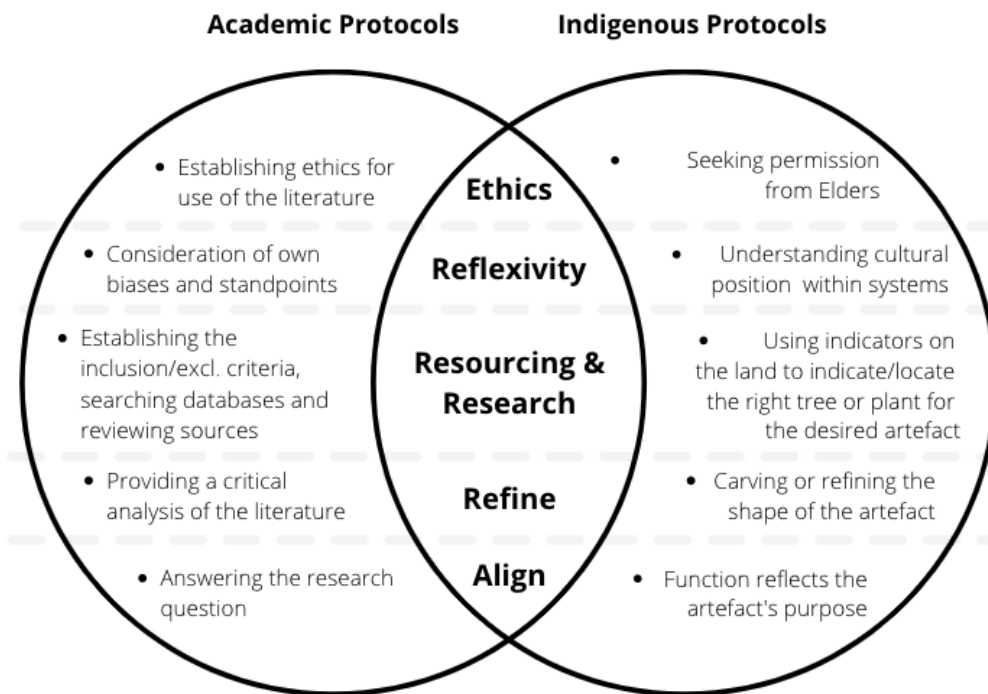 Academic Protocols
Indigenous Protocols
• Establishing ethics for
use of the literature
Ethics
• Seeking permission
from Elders
• Consideration of own
biases and standpoints
Reflexivity
• Understanding cultural
position within systems
• Establishing the
inclusion/excl. criteria,
searching databases and
reviewing sources
Resourcing &
Research
• Using indicators on
the land to indicate/locate
the right tree or plant for
the desired artefact
• Providing a critical
analysis of the literature
Refine
• Carving or refining the
shape of the artefact
• Answering the research
question
Align
• Function reflects the
artefact's purpose